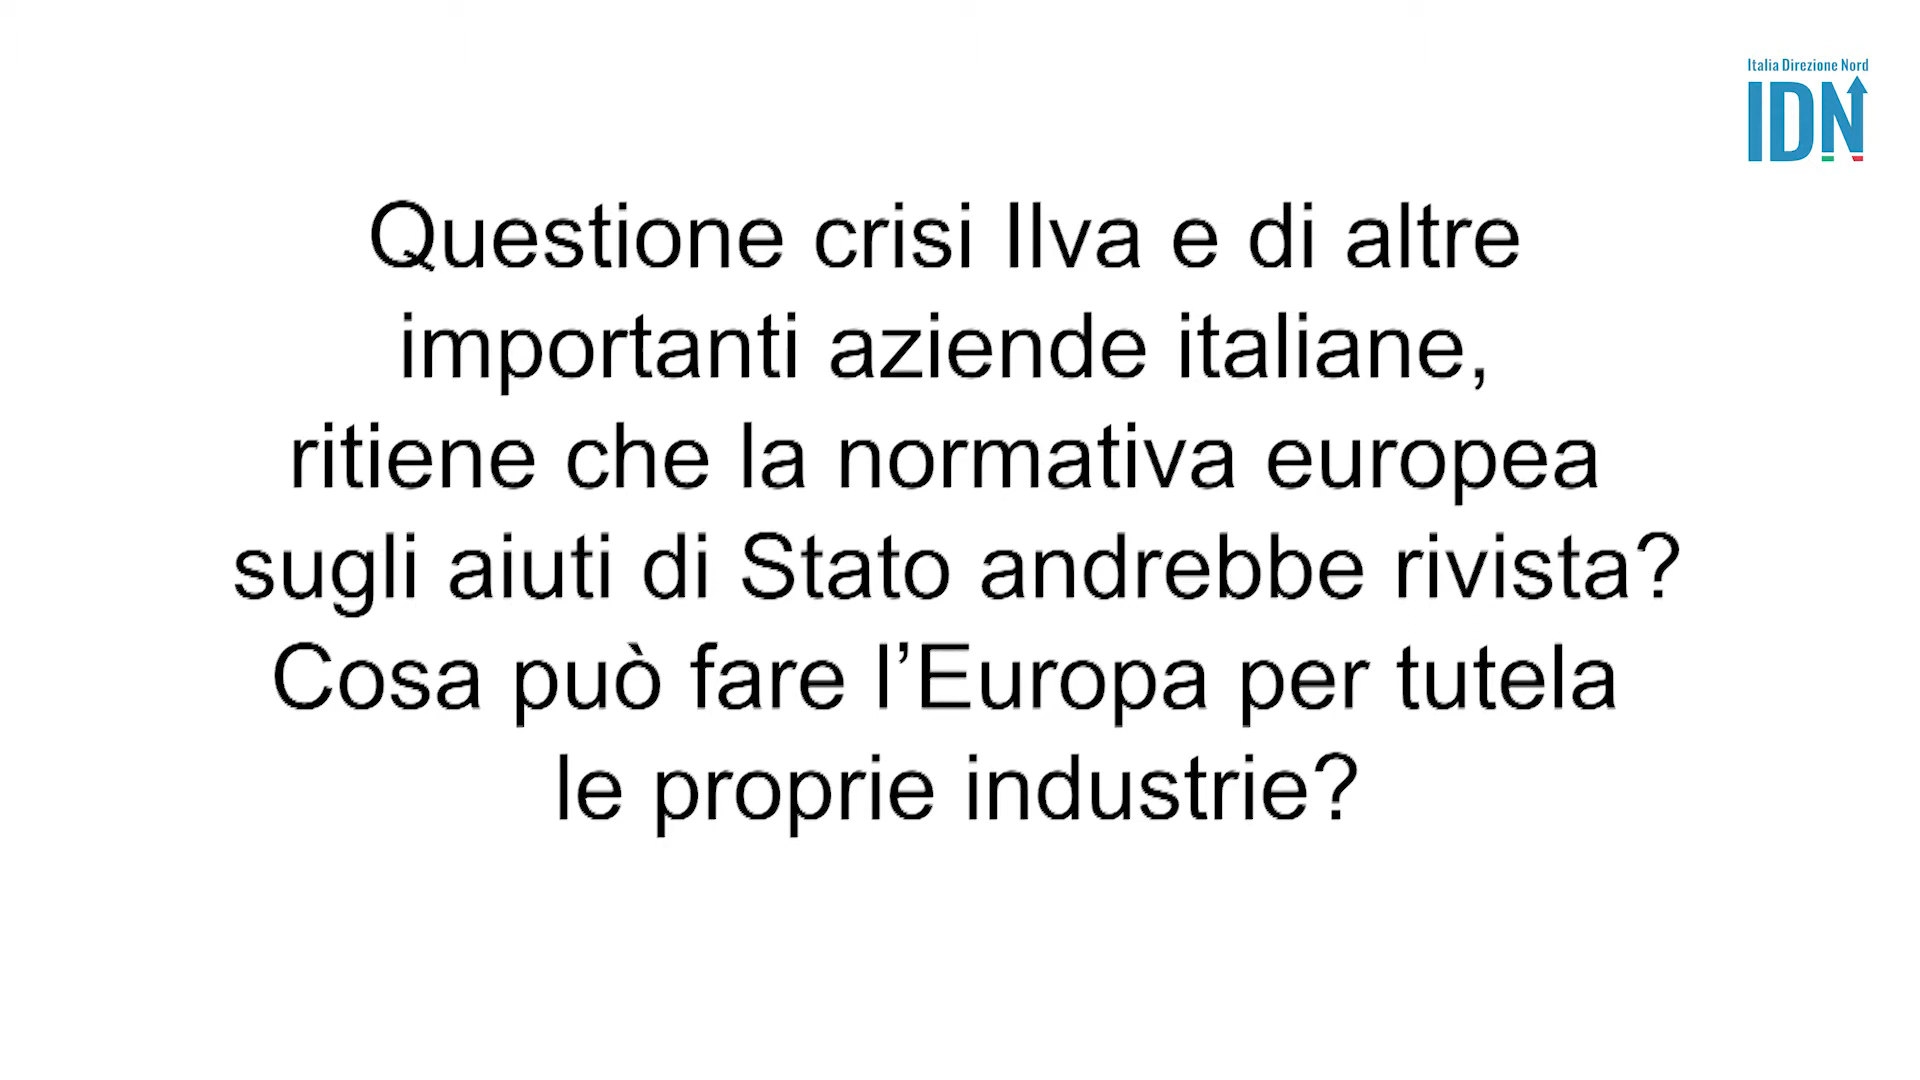 Italia Direzione Nord
IDN
Questione crisi Ilva e di altre
importanti aziende italiane,
ritiene che la normativa europea
sugli aiuti di Stato andrebbe rivista?
Cosa può fare l’Europa per tutela
le proprie industrie?